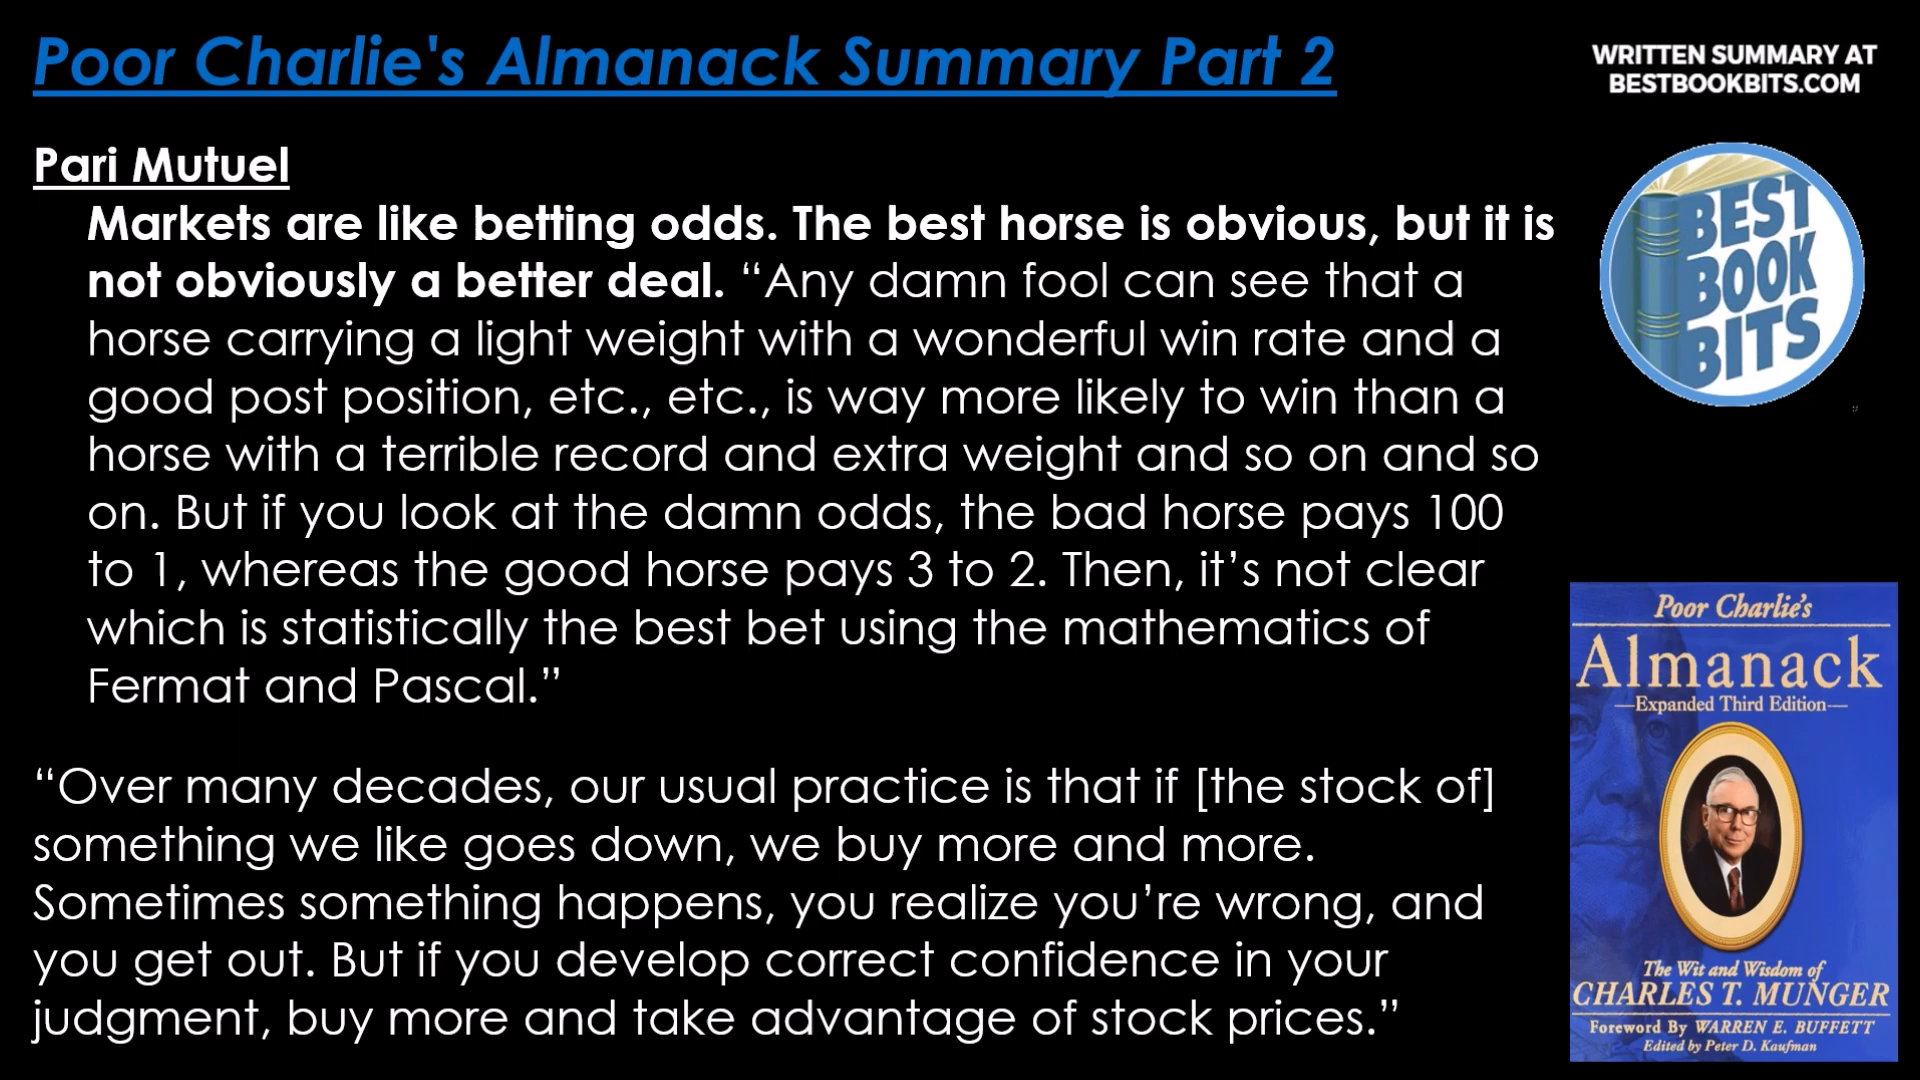 Poor Charlie's Almanack Summary Part 2
WRITTEN SUMMARY AT
BESTBOOKBITS.COM
Pari Mutuel
Markets are like betting odds. The best horse is obvious, but it is
not obviously a better deal. “Any damn fool can see that a
horse carrying a light weight with a wonderful win rate and a
good post position, etc., etc., is way more likely to win than a
horse with a terrible record and extra weight and so on and so
on. But if you look at the damn odds, the bad horse pays 100
to 1, whereas the good horse pays 3 to 2. Then, it’s not clear
which is statistically the best bet using the mathematics of
Fermat and Pascal.”
“Over many decades, our usual practice is that if [the stock of]
something we like goes down, we buy more and more.
Sometimes something happens, you realize you’re wrong, and
you get out. But if you develop correct confidence in your
judgment, buy more and take advantage of stock prices.”
BEST
BOOK
BITS
Poor Charlie's
Almanack
—Expanded Third Edition—
The Wit and Wisdom of
CHARLES T. MUNGER
Foreword By WARREN E. BUFFETT
Edited by Peter D. Kaufman